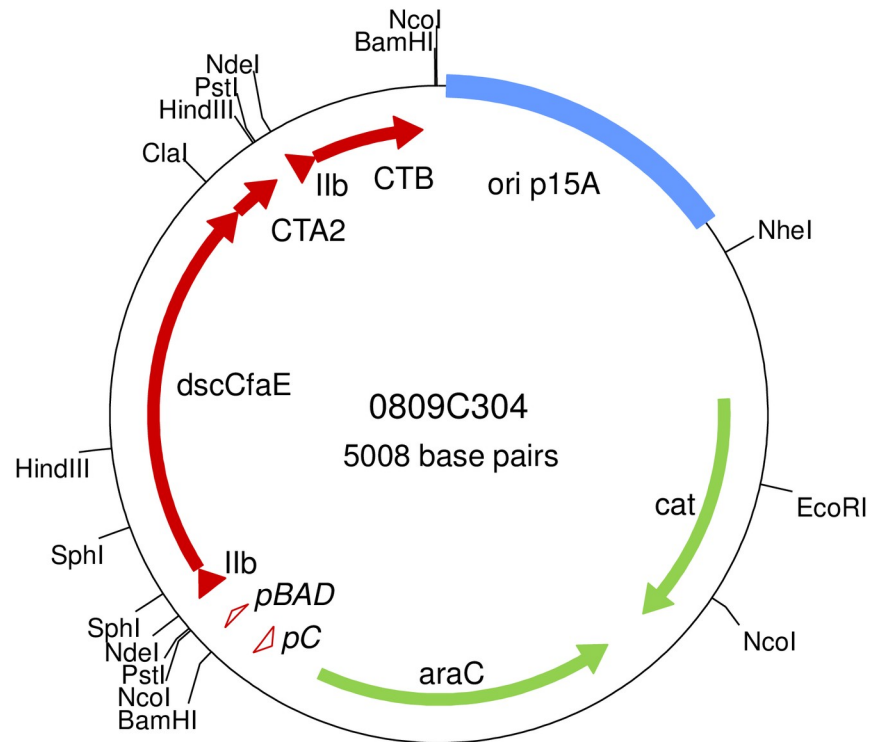 NcoI
BamHI
NdeI
PstI
HindIII
ClaI
IIb
CTB
CTA2
ori p15A
NheI
dscCfaE
0809C304
5008 base pairs
HindIII
cat
EcoRI
SphI
IIb
pBAD
SphI
pC
NdeI
PstI
NcoI
BamHI
araC
NcoI